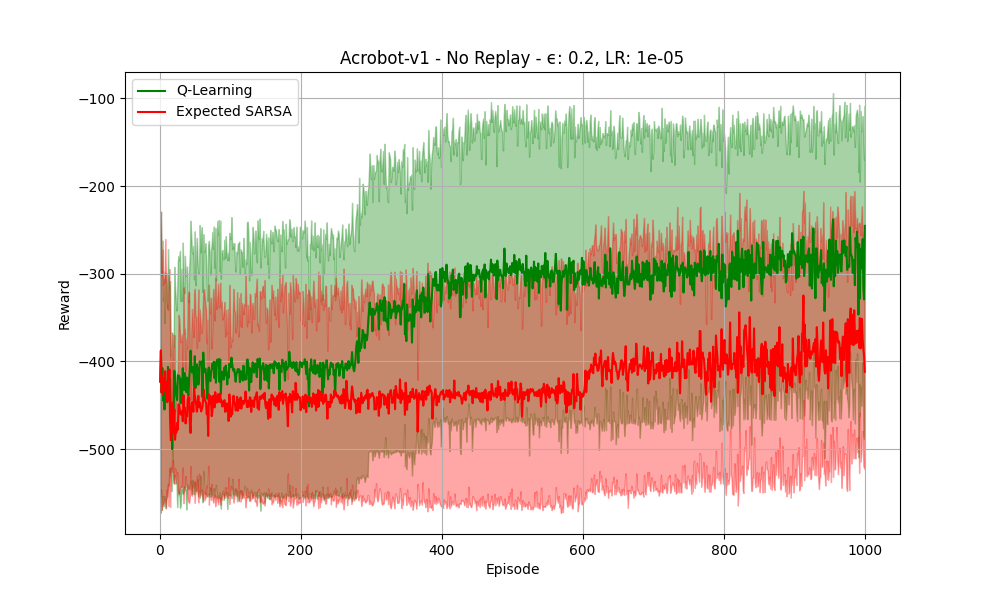 Acrobot-v1 - No Replay - ϵ: 0.2, LR: 1e-05
Q-Learning
Expected SARSA
Reward
−100
−200
−300
−400
−500
0
200
400
600
800
1000
Episode